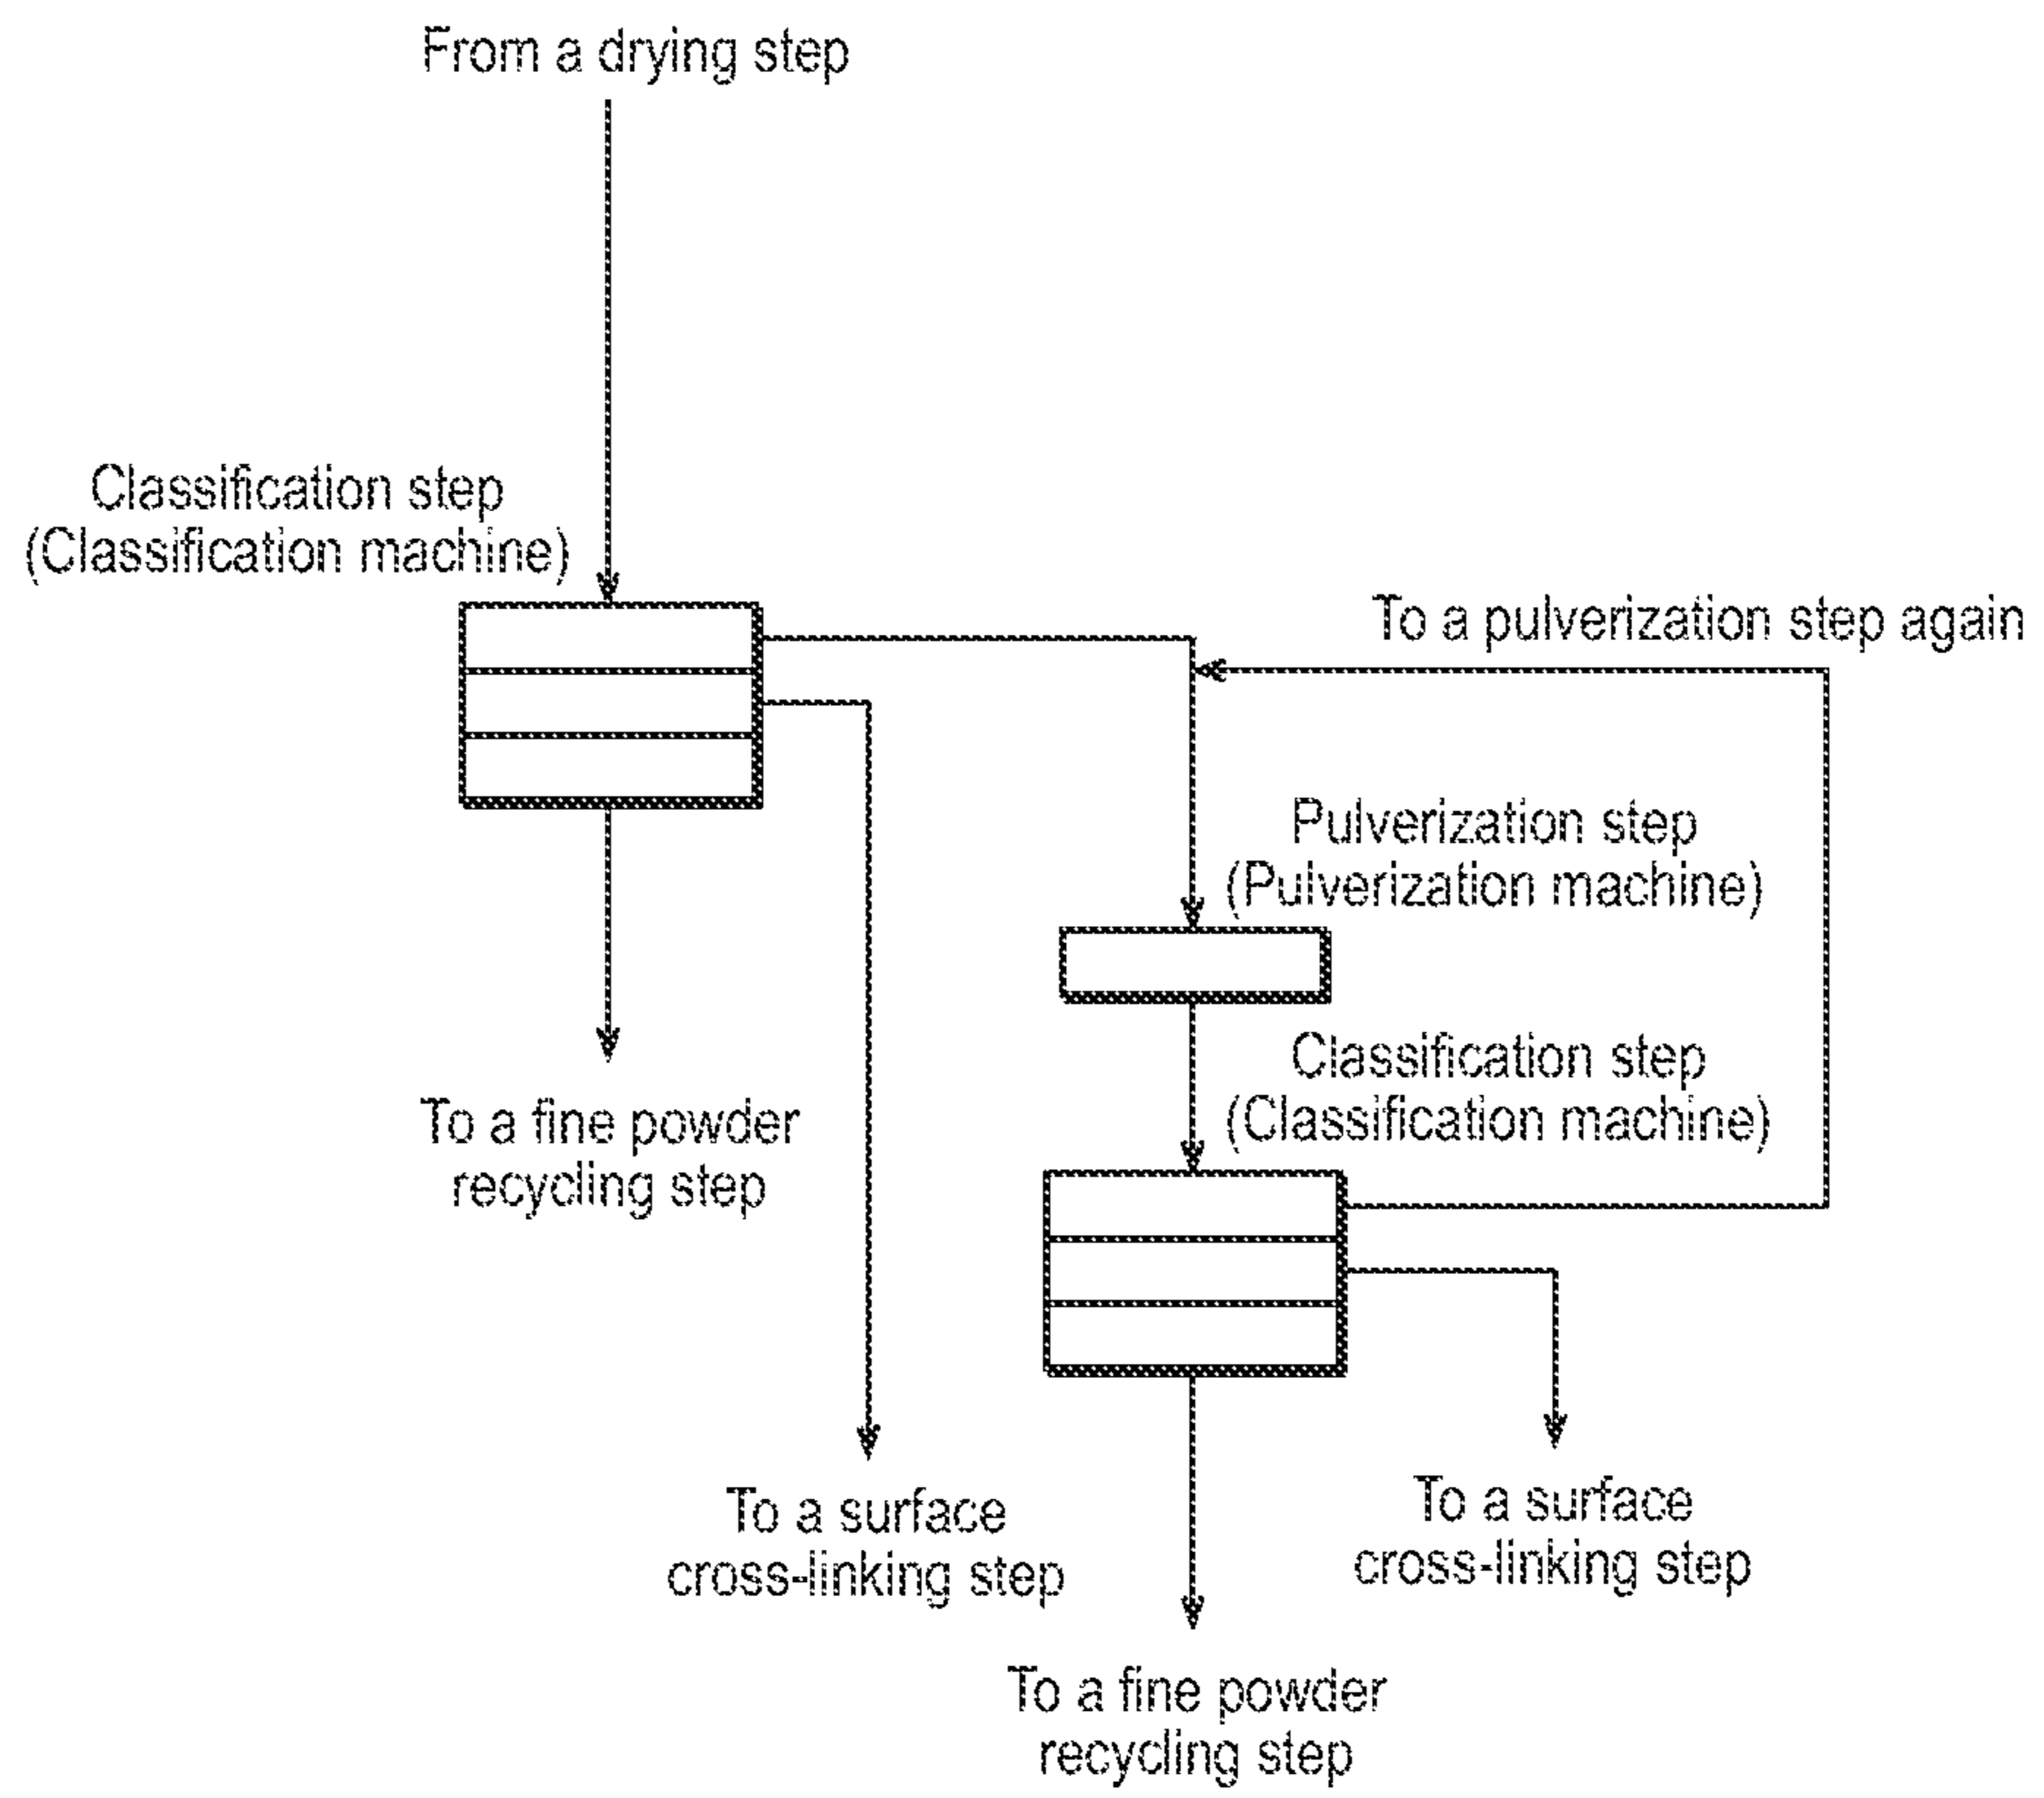 From a drying step
Classification step
(Classification machine)
To a pulverization step again
Pulverization step
(Pulverization machine)
Classification step
(Classification machine)
To a fine powder
recycling step
To a surface
cross-linking step
To a surface
cross-linking step
To a fine powder
recycling step